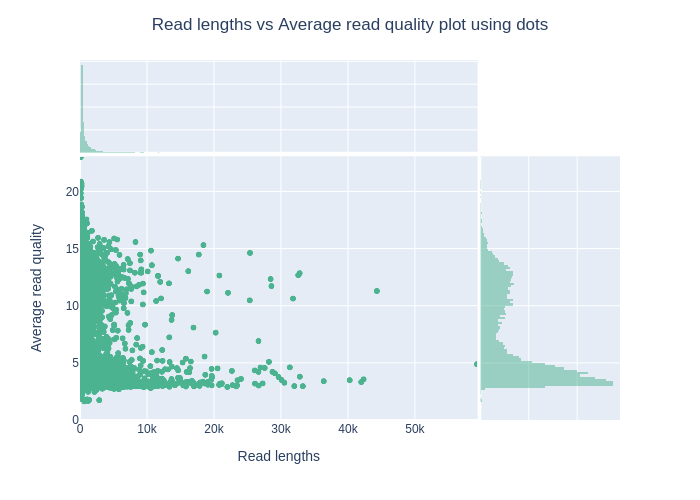 Read lengths vs Average read quality plot using dots
20
15
10
5
0
Average read quality
0 10k 20k 30k 40k 50k
Read lengths